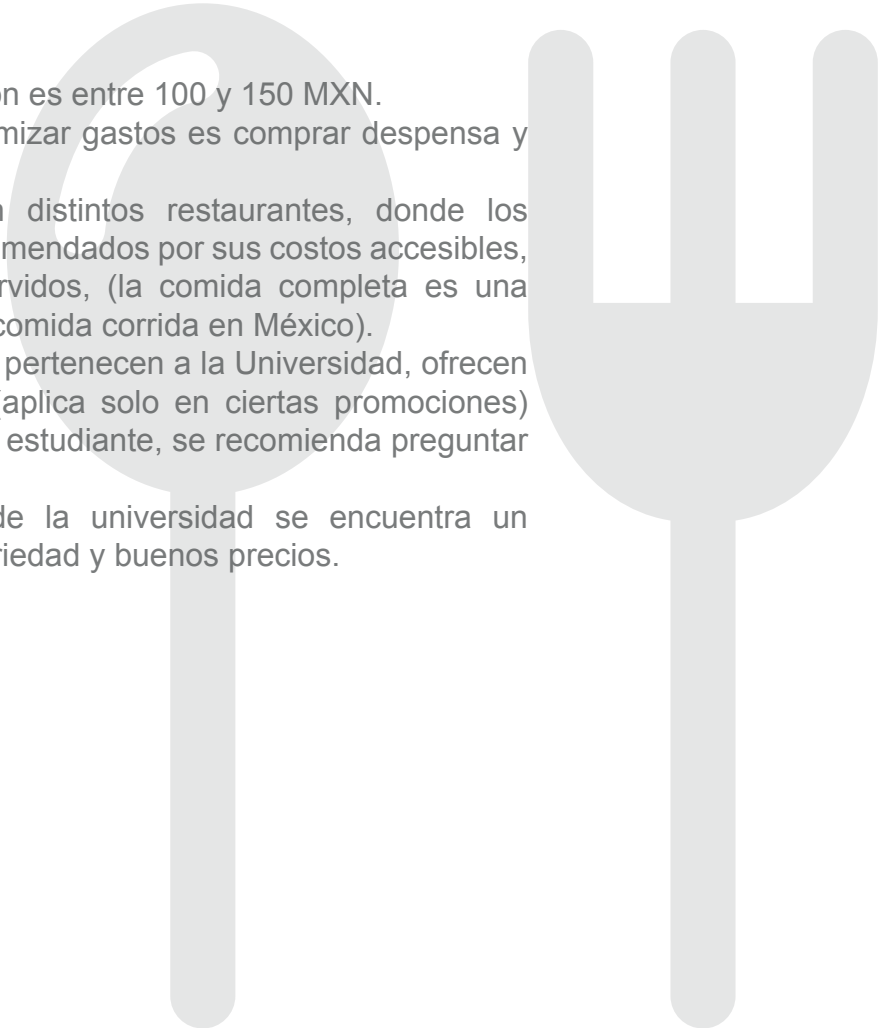 n es entre 100 y 150 MXN.
mizar gastos es comprar despensa y
distintos restaurantes, donde los
mendados por sus costos accesibles,
rvidos, (la comida completa es una
comida corrida en México).
pertenecen a la Universidad, ofrecen
aplica solo en ciertas promociones)
estudiante, se recomienda preguntar
de la universidad se encuentra un
riedad y buenos precios.